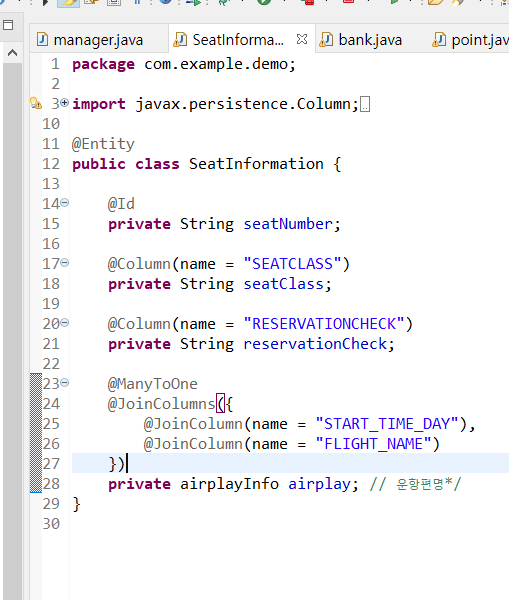 manager.java SeatInforma... bank.java point.jav
1 package com.example.demo;
2
3 import javax.persistence.Column;
10
11 @Entity
12 public class SeatInformation {
13
14 @Id
15 private String seatNumber;
16
17 @Column(name = "SEATCLASS")
18 private String seatClass;
19
20 @Column(name = "RESERVATIONCHECK")
21 private String reservationCheck;
22
23 @ManyToOne
24 @JoinColumns({
25 @JoinColumn(name = "START_TIME_DAY"),
26 @JoinColumn(name = "FLIGHT_NAME")
27 })
28 private airplayInfo airplay; // 운항편명*/
29 }
30